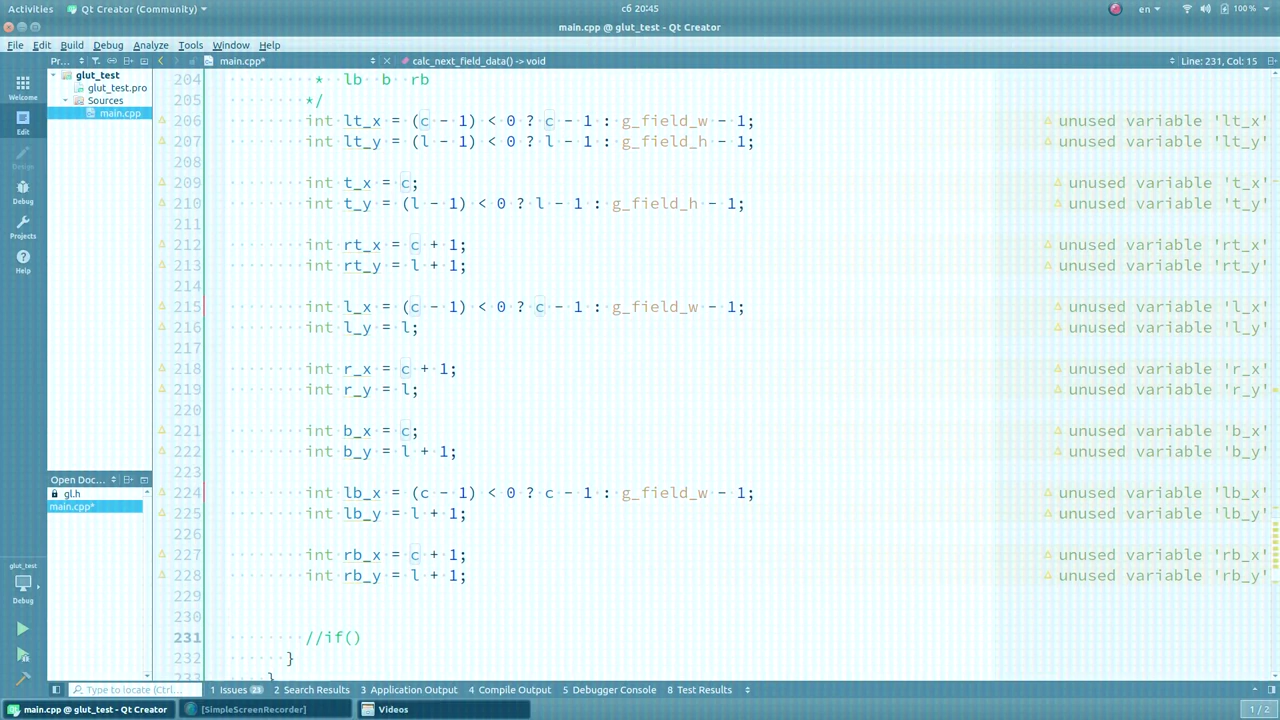 Activities Qt Creator (Community) сб 20:45 en 100 %
main.cpp @ glut_test - Qt Creator
File Edit Build Debug Analyze Tools Window Help
Pr... main.cpp* calc_next_field_data() -> void Line: 231, Col: 15
glut_test
glut_test.pro
Sources
main.cpp
Welcome
Edit
Design
Debug
Projects
Help
204 * lb b rb
205 */
206 int lt_x = (c - 1) < 0 ? c - 1 : g_field_w - 1; unused variable 'lt_x'
207 int lt_y = (l - 1) < 0 ? l - 1 : g_field_h - 1; unused variable 'lt_y'
208
209 int t_x = c; unused variable 't_x'
210 int t_y = (l - 1) < 0 ? l - 1 : g_field_h - 1; unused variable 't_y'
211
212 int rt_x = c + 1; unused variable 'rt_x'
213 int rt_y = l + 1; unused variable 'rt_y'
214
215 int l_x = (c - 1) < 0 ? c - 1 : g_field_w - 1; unused variable 'l_x'
216 int l_y = l; unused variable 'l_y'
217
218 int r_x = c + 1; unused variable 'r_x'
219 int r_y = l; unused variable 'r_y'
220
221 int b_x = c; unused variable 'b_x'
222 int b_y = l + 1; unused variable 'b_y'
223
224 int lb_x = (c - 1) < 0 ? c - 1 : g_field_w - 1; unused variable 'lb_x'
225 int lb_y = l + 1; unused variable 'lb_y'
226
227 int rb_x = c + 1; unused variable 'rb_x'
228 int rb_y = l + 1; unused variable 'rb_y'
229
230
231 //if()
232 }
233 }
Open Doc...
gl.h
main.cpp*
glut_test
Debug
Type to locate (Ctrl... 1 Issues 23 2 Search Results 3 Application Output 4 Compile Output 5 Debugger Console 8 Test Results
main.cpp @ glut_test - Qt Creator [SimpleScreenRecorder] Videos 1 / 2